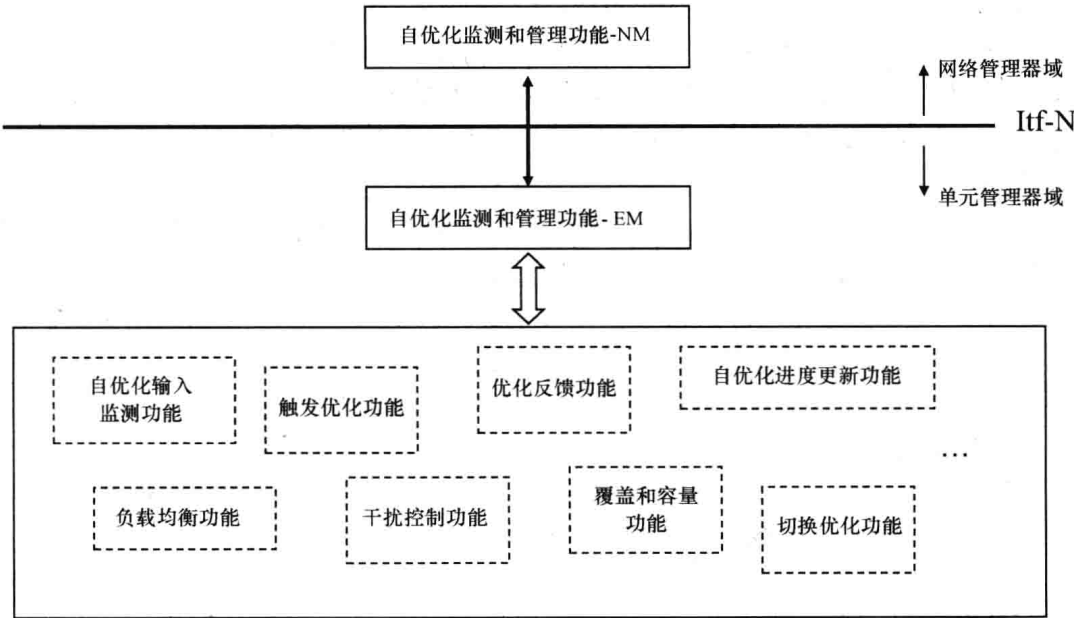 自优化监测和管理功能-NM
网络管理器域
Itf-N
单元管理器域
自优化监测和管理功能- EM
自优化输入
监测功能
触发优化功能
优化反馈功能
自优化进度更新功能
…
负载均衡功能
干扰控制功能
覆盖和容量
功能
切换优化功能